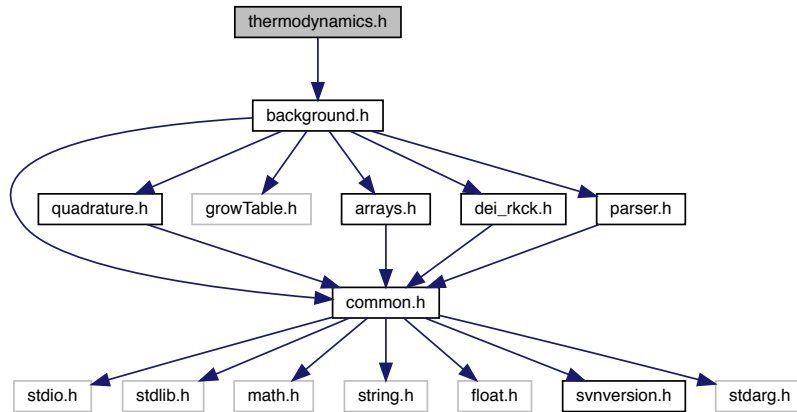 thermodynamics.h
background.h
quadrature.h
growTable.h
arrays.h
dei_rkck.h
parser.h
common.h
stdio.h
stdlib.h
math.h
string.h
float.h
svnversion.h
stdarg.h